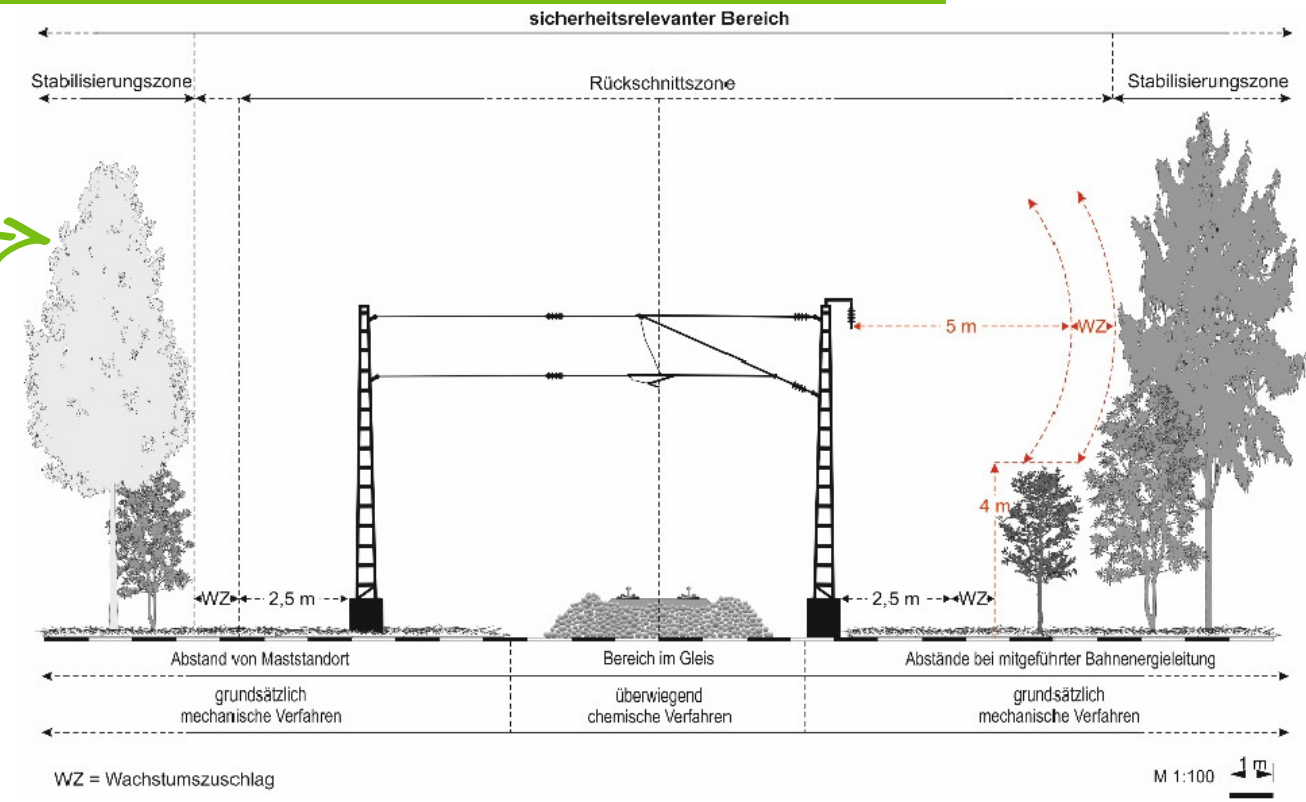 sicherheitsrelevanter Bereich
Stabilisierungszone
Rückschnittszone
Stabilisierungszone
5 m
WZ
4 m
WZ
2,5 m
2,5 m
WZ
Abstand von Maststandort
Bereich im Gleis
Abstände bei mitgeführter Bahnenergieleitung
grundsätzlich
mechanische Verfahren
überwiegend
chemische Verfahren
grundsätzlich
mechanische Verfahren
WZ = Wachstumszuschlag
M 1:100
1 m